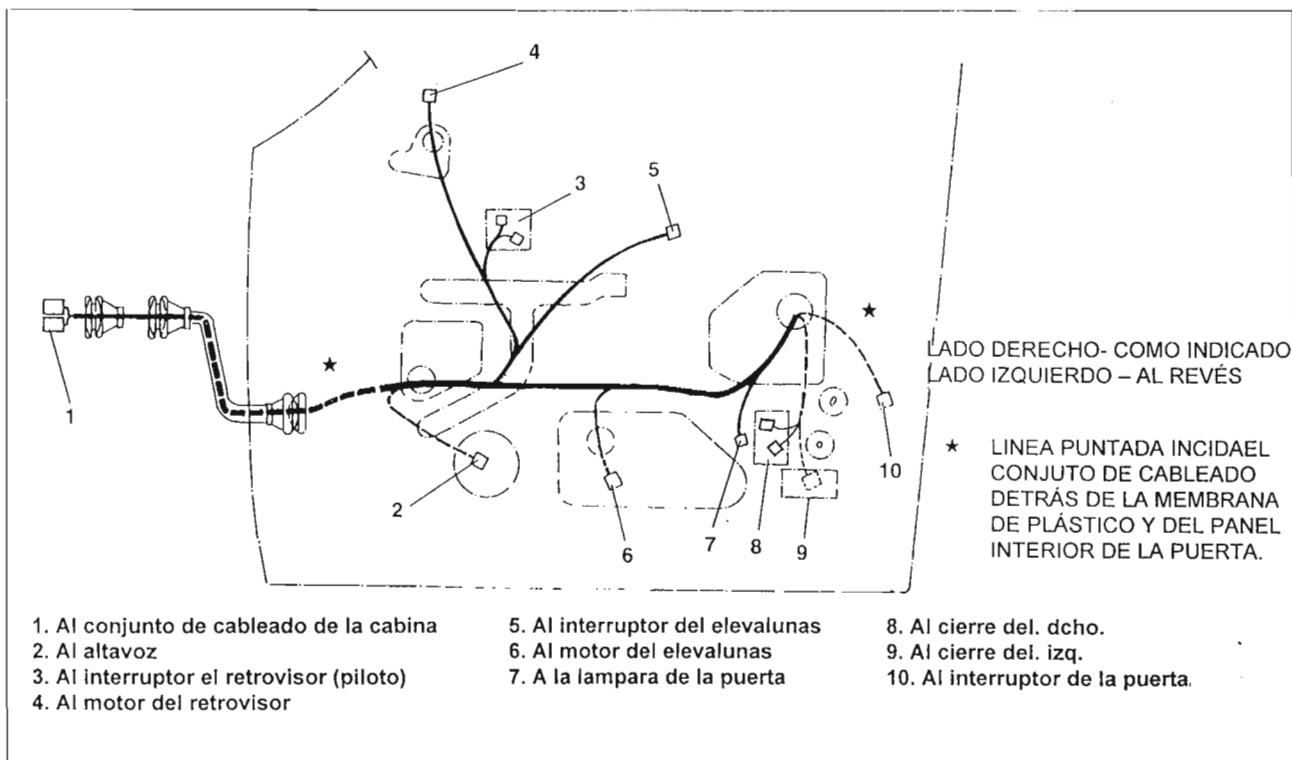 4
3
5
★
★
1
2
6
7
8
9
10
LADO DERECHO- COMO INDICADO
LADO IZQUIERDO – AL REVÉS
★ LINEA PUNTADA INCIDAEL
CONJUTO DE CABLEADO
DETRÁS DE LA MEMBRANA
DE PLÁSTICO Y DEL PANEL
INTERIOR DE LA PUERTA.
1. Al conjunto de cableado de la cabina
2. Al altavoz
3. Al interruptor el retrovisor (piloto)
4. Al motor del retrovisor
5. Al interruptor del elevalunas
6. Al motor del elevalunas
7. A la lampara de la puerta
8. Al cierre del. dcho.
9. Al cierre del. izq.
10. Al interruptor de la puerta.